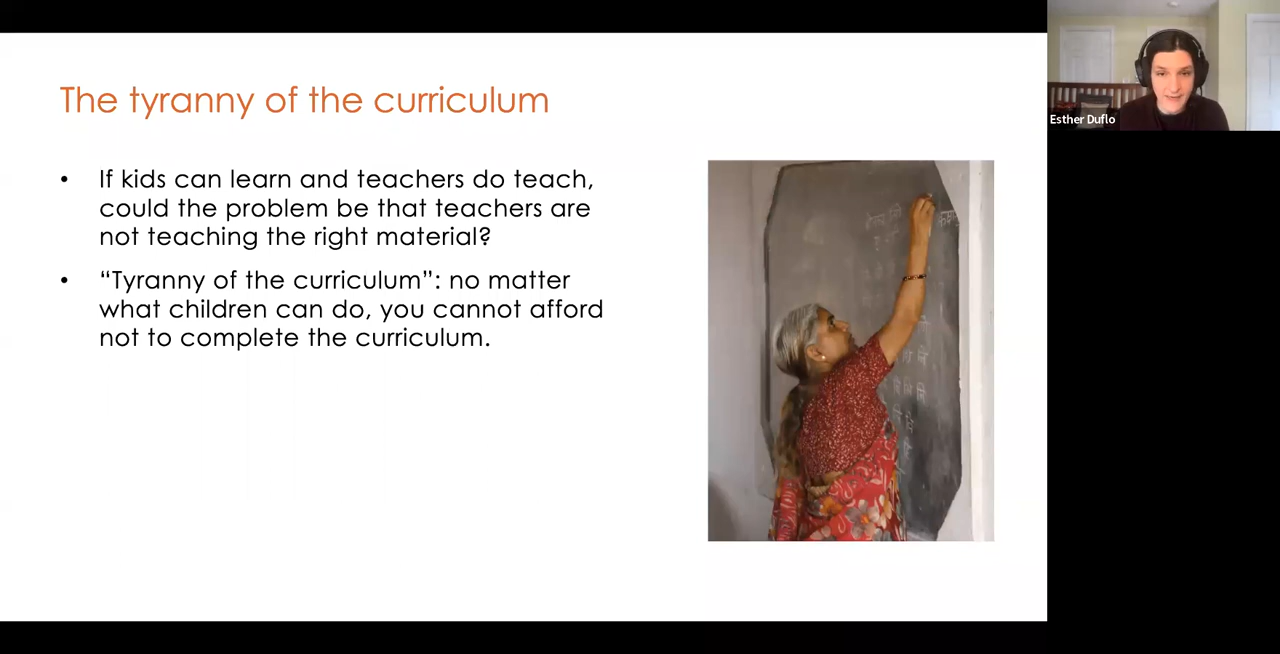 The tyranny of the curriculum
• If kids can learn and teachers do teach,
could the problem be that teachers are
not teaching the right material?
• “Tyranny of the curriculum”: no matter
what children can do, you cannot afford
not to complete the curriculum.
Esther Duflo